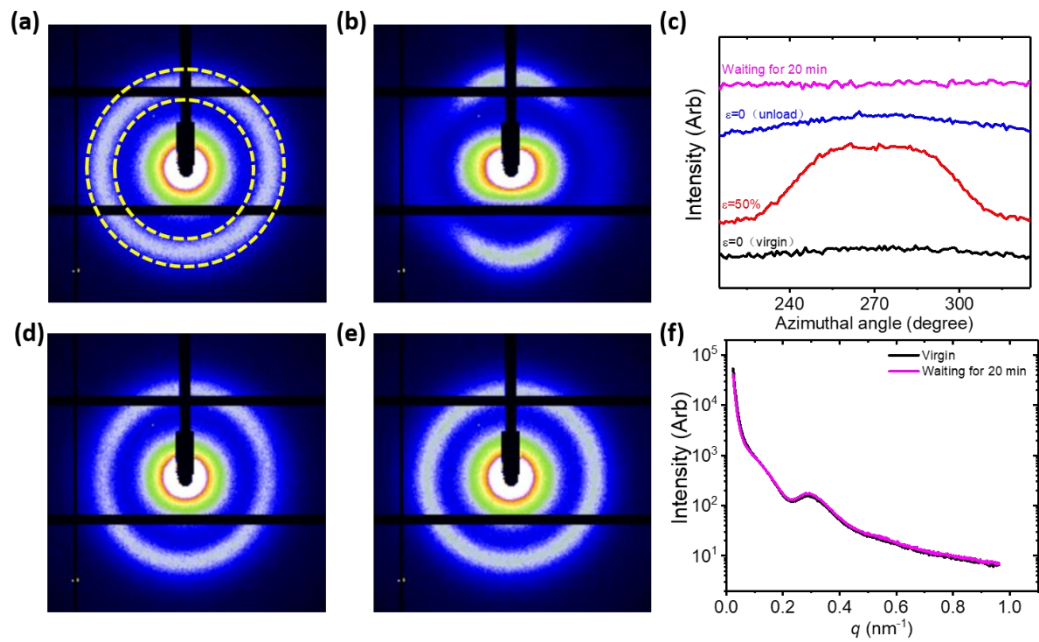 (a)
(b)
(c)
Intensity (Arb)
Waiting for 20 min
ε=0（unload）
ε=50%
ε=0（virgin）
240
270
300
Azimuthal angle (degree)
(d)
(e)
(f)
Intensity (Arb)
10⁵
10⁴
10³
10²
10¹
Virgin
Waiting for 20 min
0.0
0.2
0.4
0.6
0.8
1.0
q (nm⁻¹)